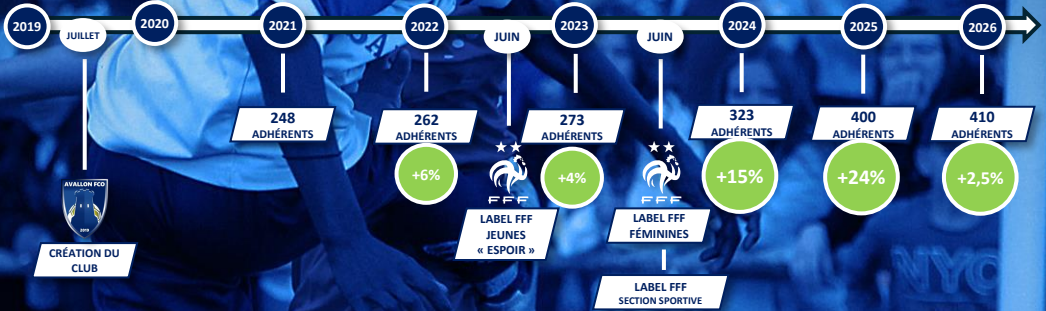 2019
JUILLET
2020
2021
2022
JUIN
2023
JUIN
2024
2025
2026
248
ADHÉRENTS
262
ADHÉRENTS
273
ADHÉRENTS
323
ADHÉRENTS
400
ADHÉRENTS
410
ADHÉRENTS
+6%
+4%
+15%
+24%
+2,5%
AVALLON FCO
2019
CRÉATION DU
CLUB
FFF
LABEL FFF
JEUNES
« ESPOIR »
FFF
LABEL FFF
FÉMININES
LABEL FFF
SECTION SPORTIVE
NYC